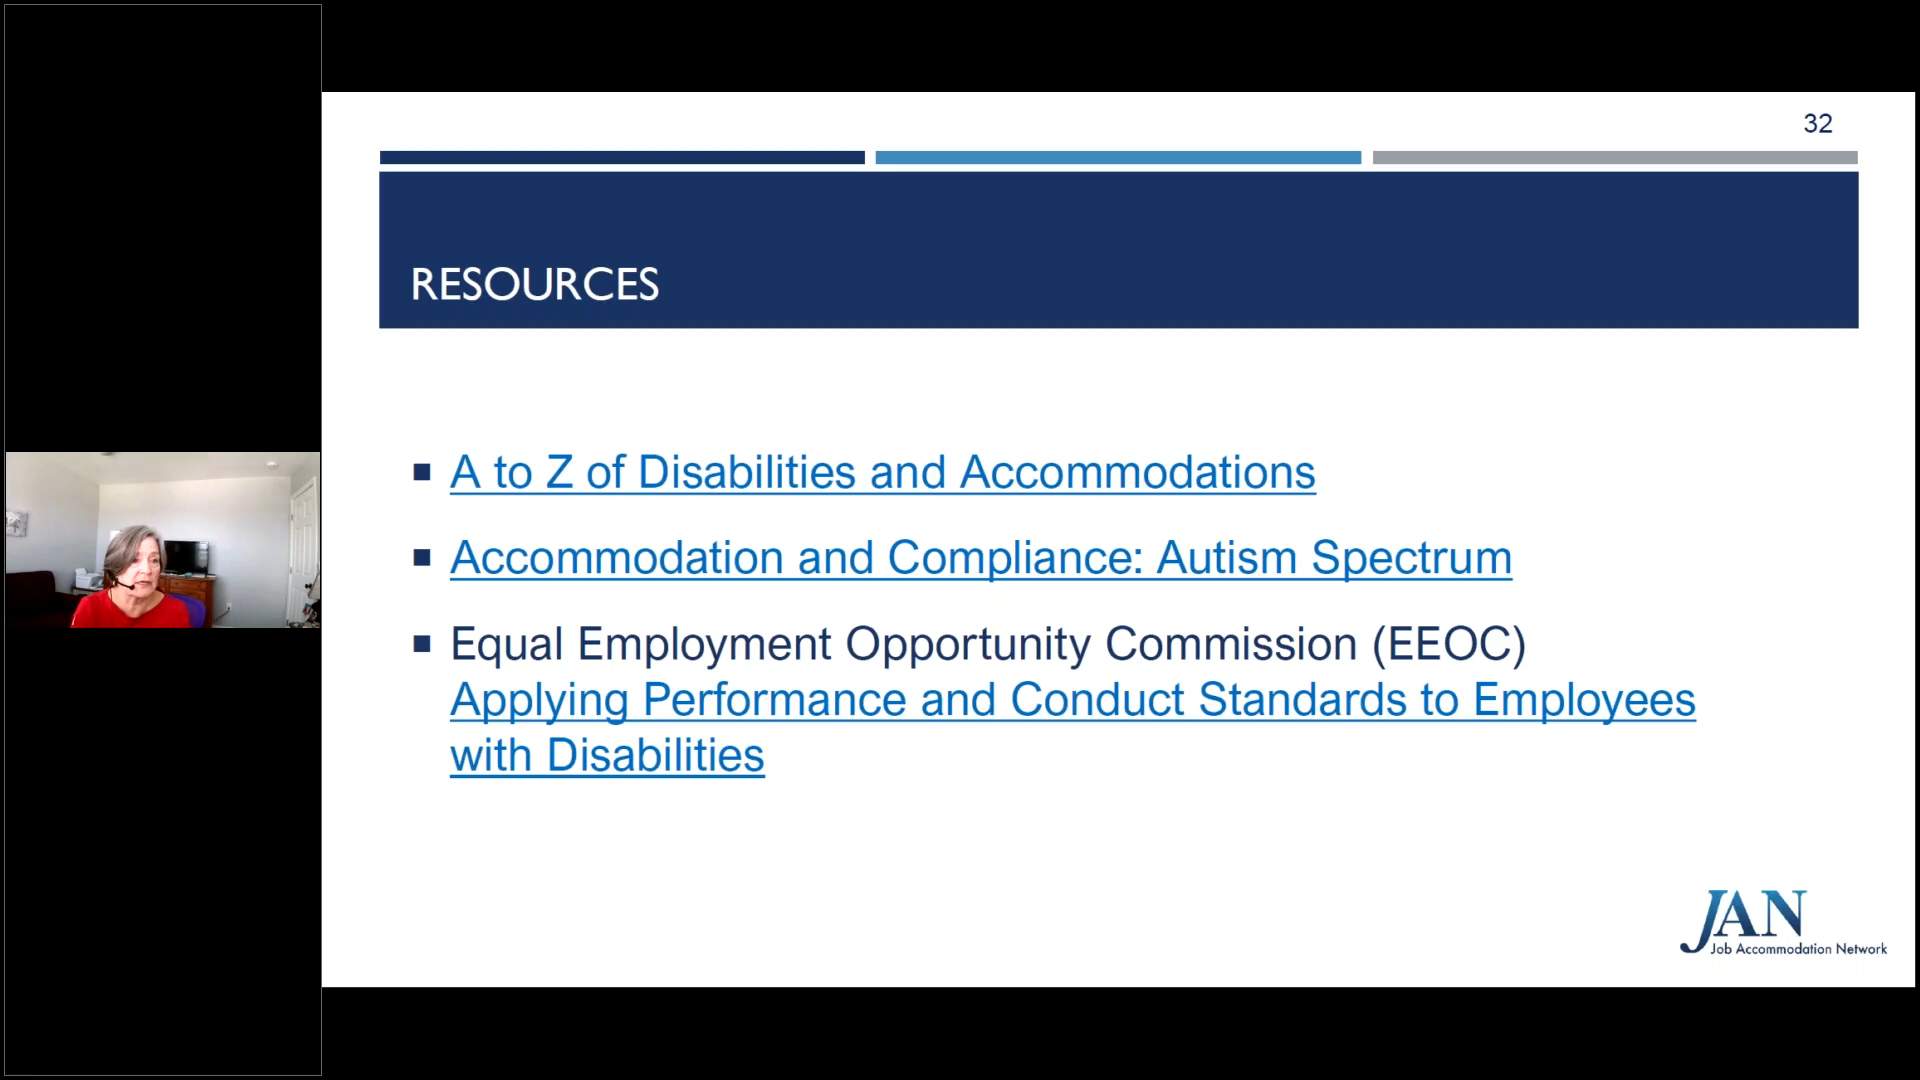 32
RESOURCES
A to Z of Disabilities and Accommodations
Accommodation and Compliance: Autism Spectrum
Equal Employment Opportunity Commission (EEOC)
Applying Performance and Conduct Standards to Employees
with Disabilities
JAN
Job Accommodation Network